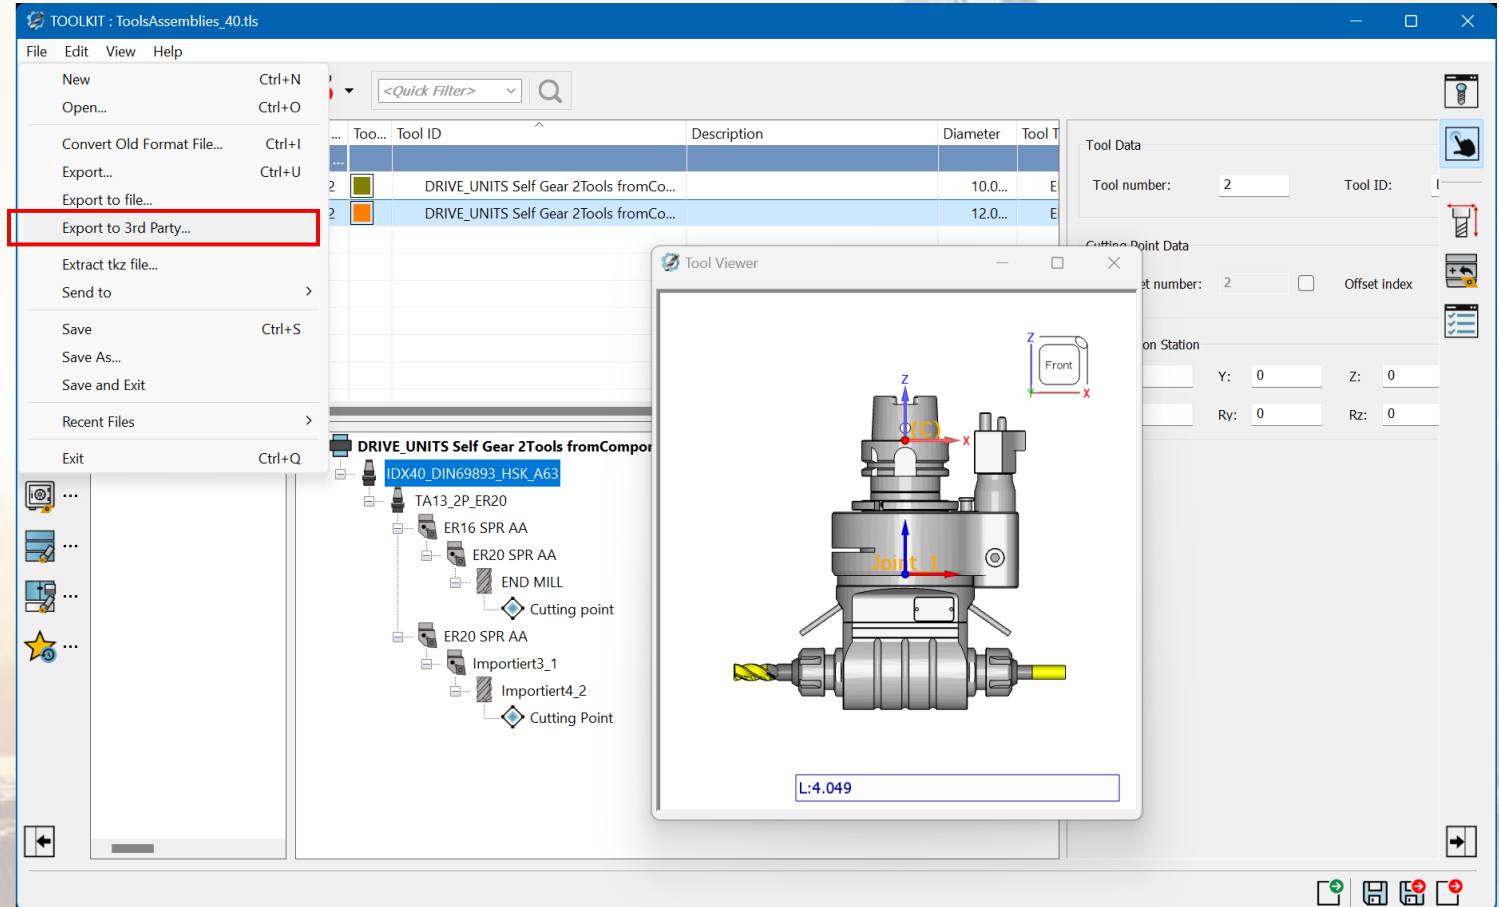 TOOLKIT : ToolsAssemblies_40.tls
File Edit View Help
New Ctrl+N
Open... Ctrl+O
Convert Old Format File... Ctrl+I
Export... Ctrl+U
Export to file...
Export to 3rd Party...
Extract tkz file...
Send to
Save Ctrl+S
Save As...
Save and Exit
Recent Files
Exit Ctrl+Q
<Quick Filter>
... Too... Tool ID Description Diameter Tool T
...
2 DRIVE_UNITS Self Gear 2Tools fromCo... 10.0... E
2 DRIVE_UNITS Self Gear 2Tools fromCo... 12.0... E
Tool Data
Tool number: 2 Tool ID:
Cutting Point Data
et number: 2 Offset index
on Station
Y: 0 Z: 0
Ry: 0 Rz: 0
...
...
...
...
DRIVE_UNITS Self Gear 2Tools fromCompor
IDX40_DIN69893_HSK_A63
TA13_2P_ER20
ER16 SPR AA
ER20 SPR AA
END MILL
Cutting point
ER20 SPR AA
Importiert3_1
Importiert4_2
Cutting Point
Tool Viewer
Z
Front
Y X
Z
(C) X
Joint_1
L:4.049